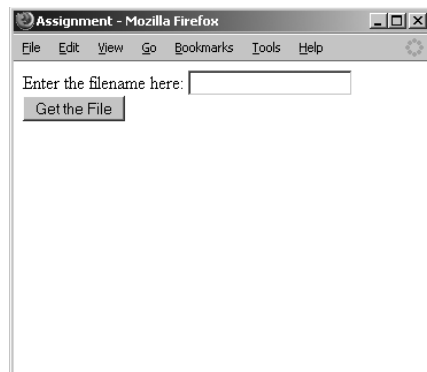 Assignment - Mozilla Firefox
File Edit View Go Bookmarks Tools Help
Enter the filename here:
Get the File